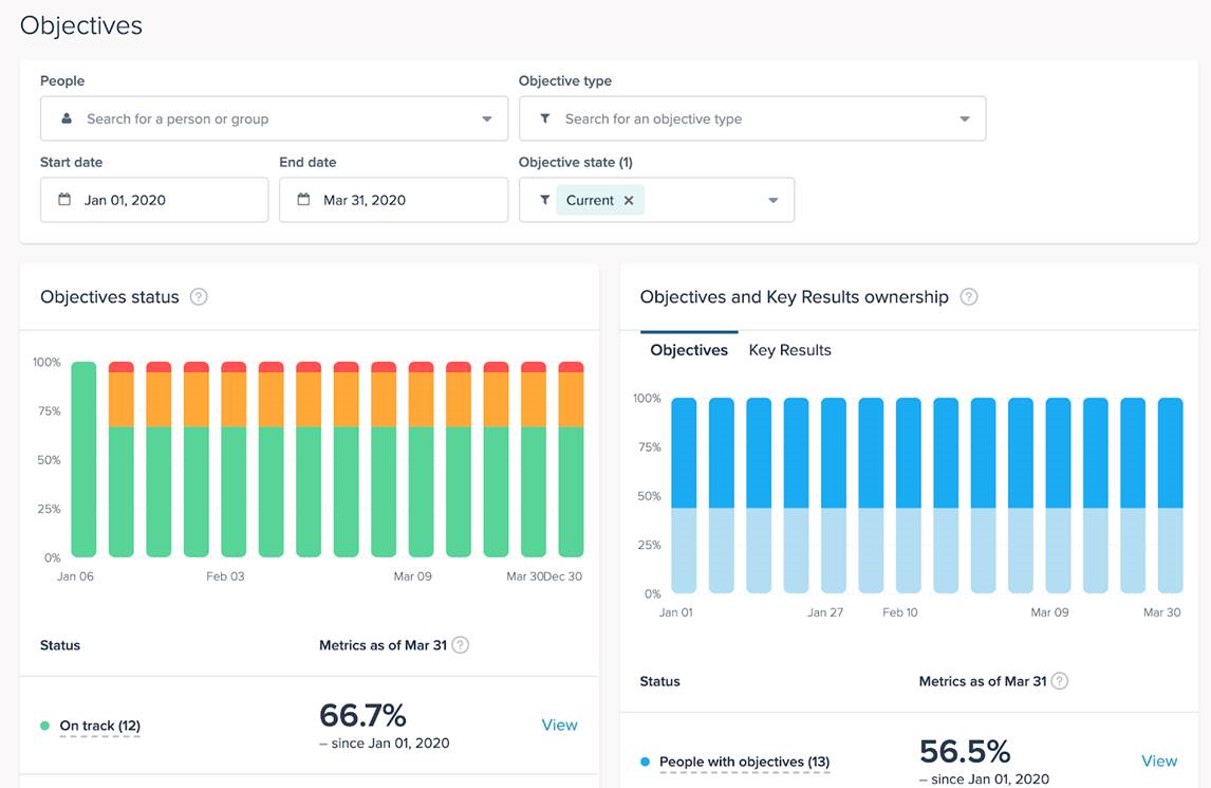 Objectives
People
Objective type
Search for a person or group
Search for an objective type
Start date
End date
Objective state (1)
Jan 01, 2020
Mar 31, 2020
Current
Objectives status ?
100%
75%
50%
25%
0%
Jan 06 Feb 03 Mar 09 Mar 30Dec 30
Status
Metrics as of Mar 31 ?
On track (12)
66.7%
– since Jan 01, 2020
View
Objectives and Key Results ownership ?
Objectives Key Results
100%
75%
50%
25%
0%
Jan 01 Jan 27 Feb 10 Mar 09 Mar 30
Status
Metrics as of Mar 31 ?
People with objectives (13)
56.5%
– since Jan 01, 2020
View